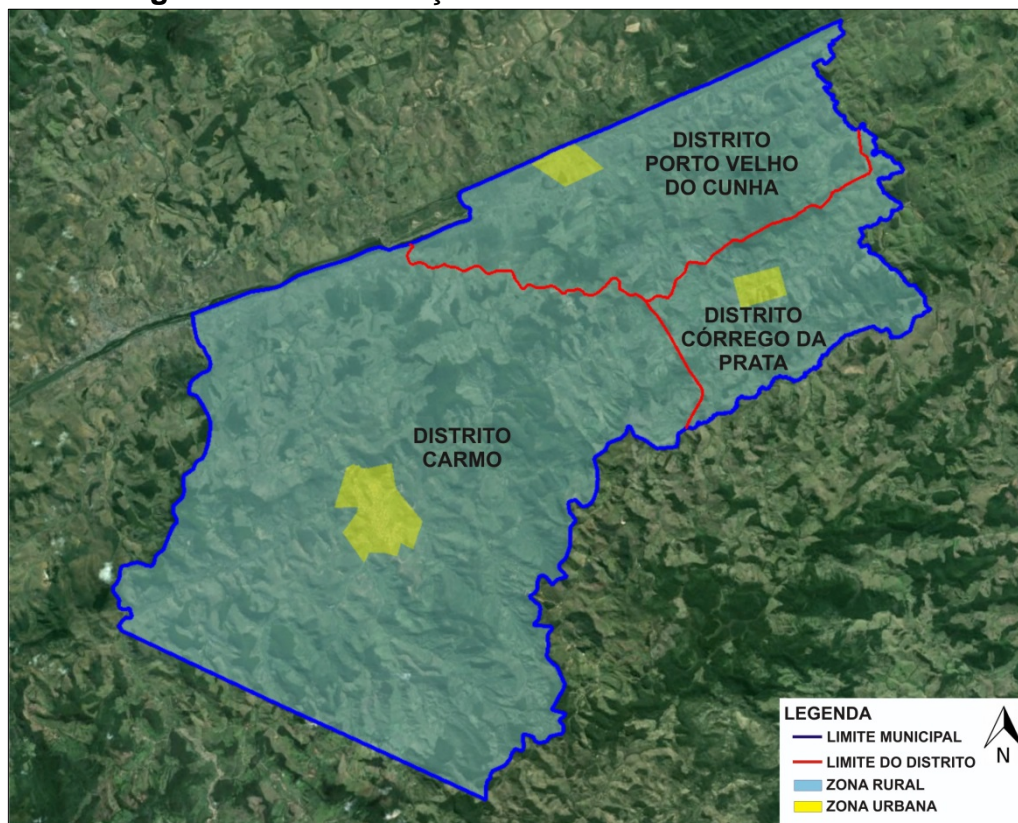 DISTRITO
PORTO VELHO
DO CUNHA
DISTRITO
CÓRREGO DA
PRATA
DISTRITO
CARMO
LEGENDA
LIMITE MUNICIPAL
LIMITE DO DISTRITO
ZONA RURAL
ZONA URBANA
N